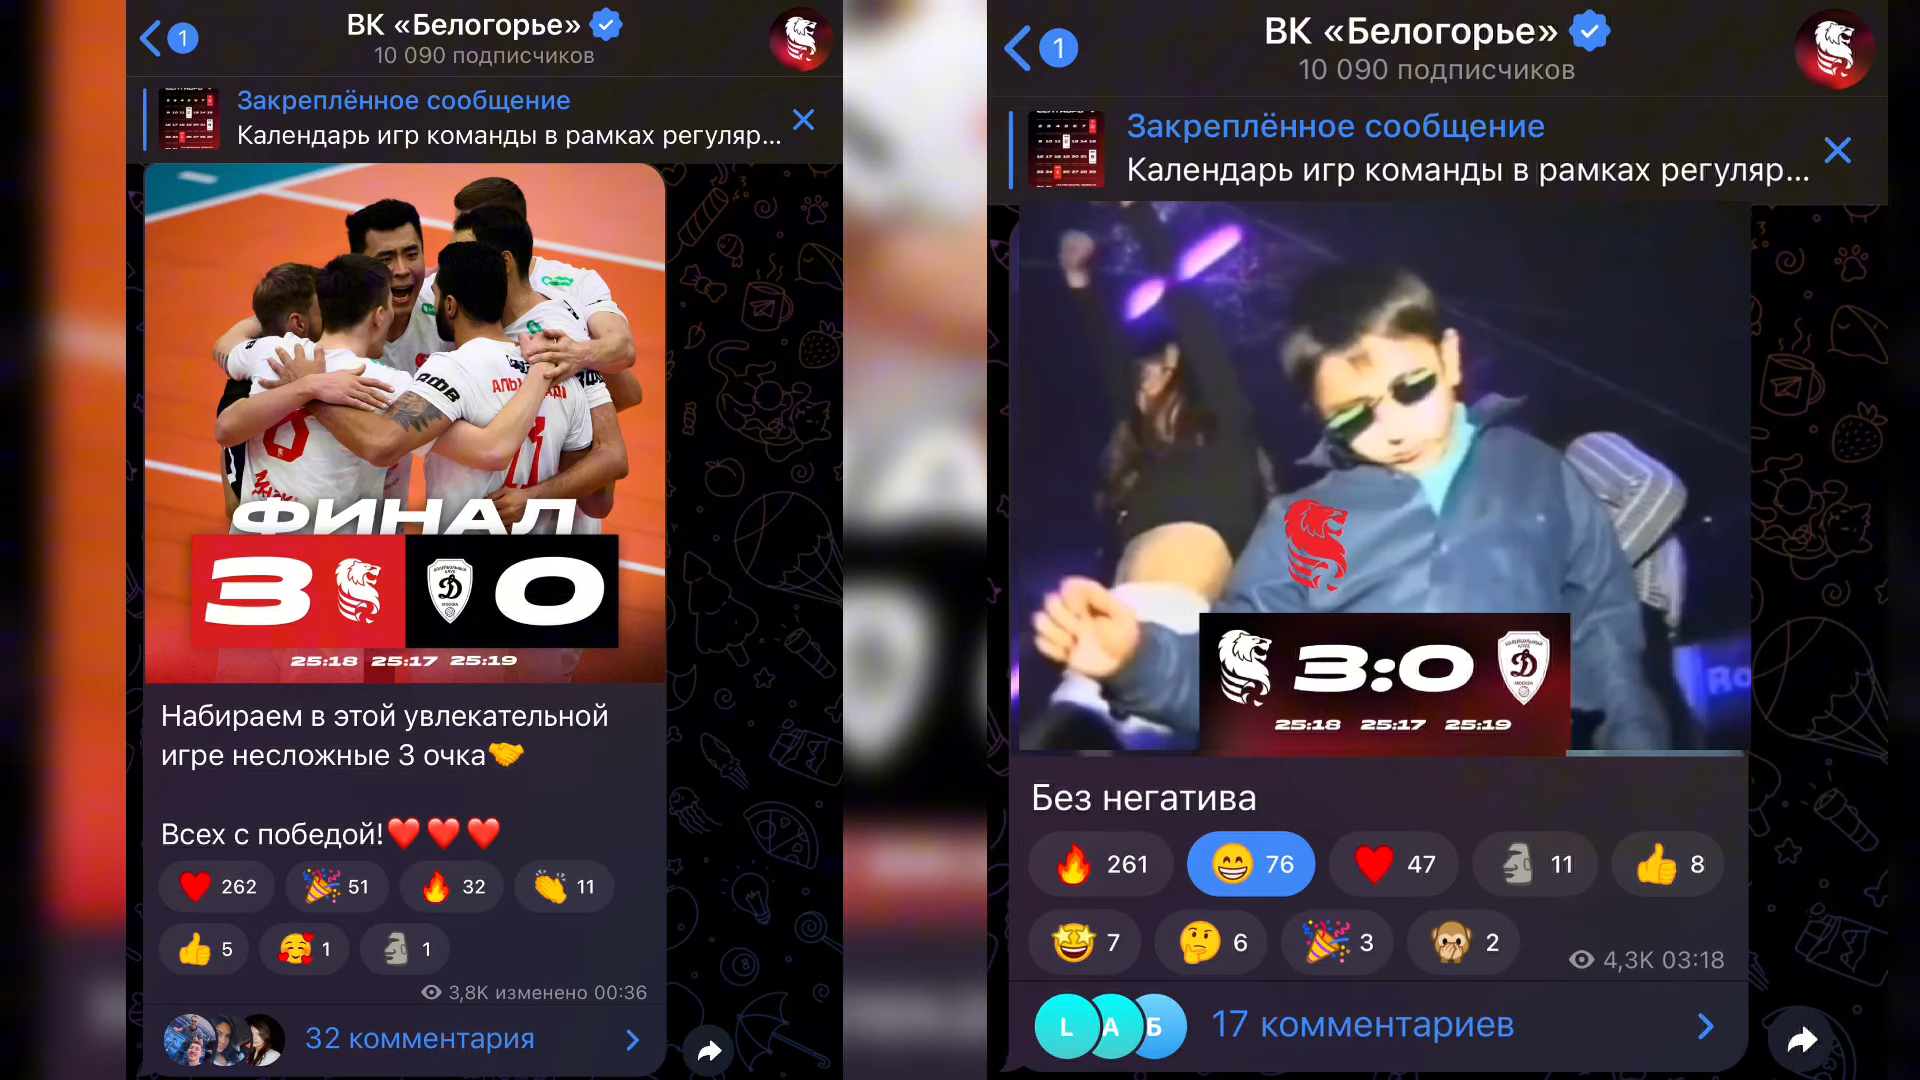 1
ВК «Белогорье»
10 090 подписчиков
Закреплённое сообщение
Календарь игр команды в рамках регуляр...
ФИНАЛ
3 0
25:18 25:17 25:19
Набираем в этой увлекательной
игре несложные 3 очка🤝
Всех с победой!❤️❤️❤️
❤️ 262 🎉 51 🔥 32 👏 11
👍 5 🥰 1 🗿 1
3,8K изменено 00:36
32 комментария
1
ВК «Белогорье»
10 090 подписчиков
Закреплённое сообщение
Календарь игр команды в рамках регуляр...
Ro
3:0
25:18 25:17 25:19
Без негатива
🔥 261 😁 76 ❤️ 47 🗿 11 👍 8
🤩 7 🤔 6 🎉 3 🙊 2
4,3K 03:18
L А Б
17 комментариев